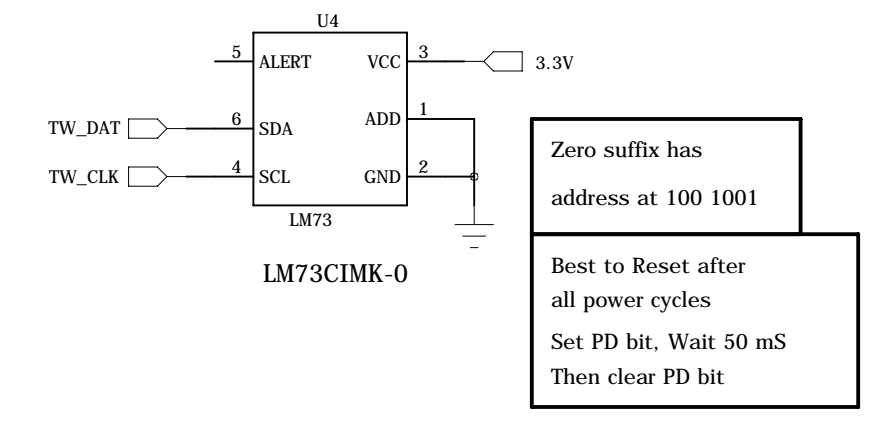 U4
5 ALERT VCC 3 3.3V
TW_DAT 6 SDA ADD 1
TW_CLK 4 SCL GND 2
LM73
LM73CIMK-0
Zero suffix has
address at 100 1001
Best to Reset after
all power cycles
Set PD bit, Wait 50 mS
Then clear PD bit